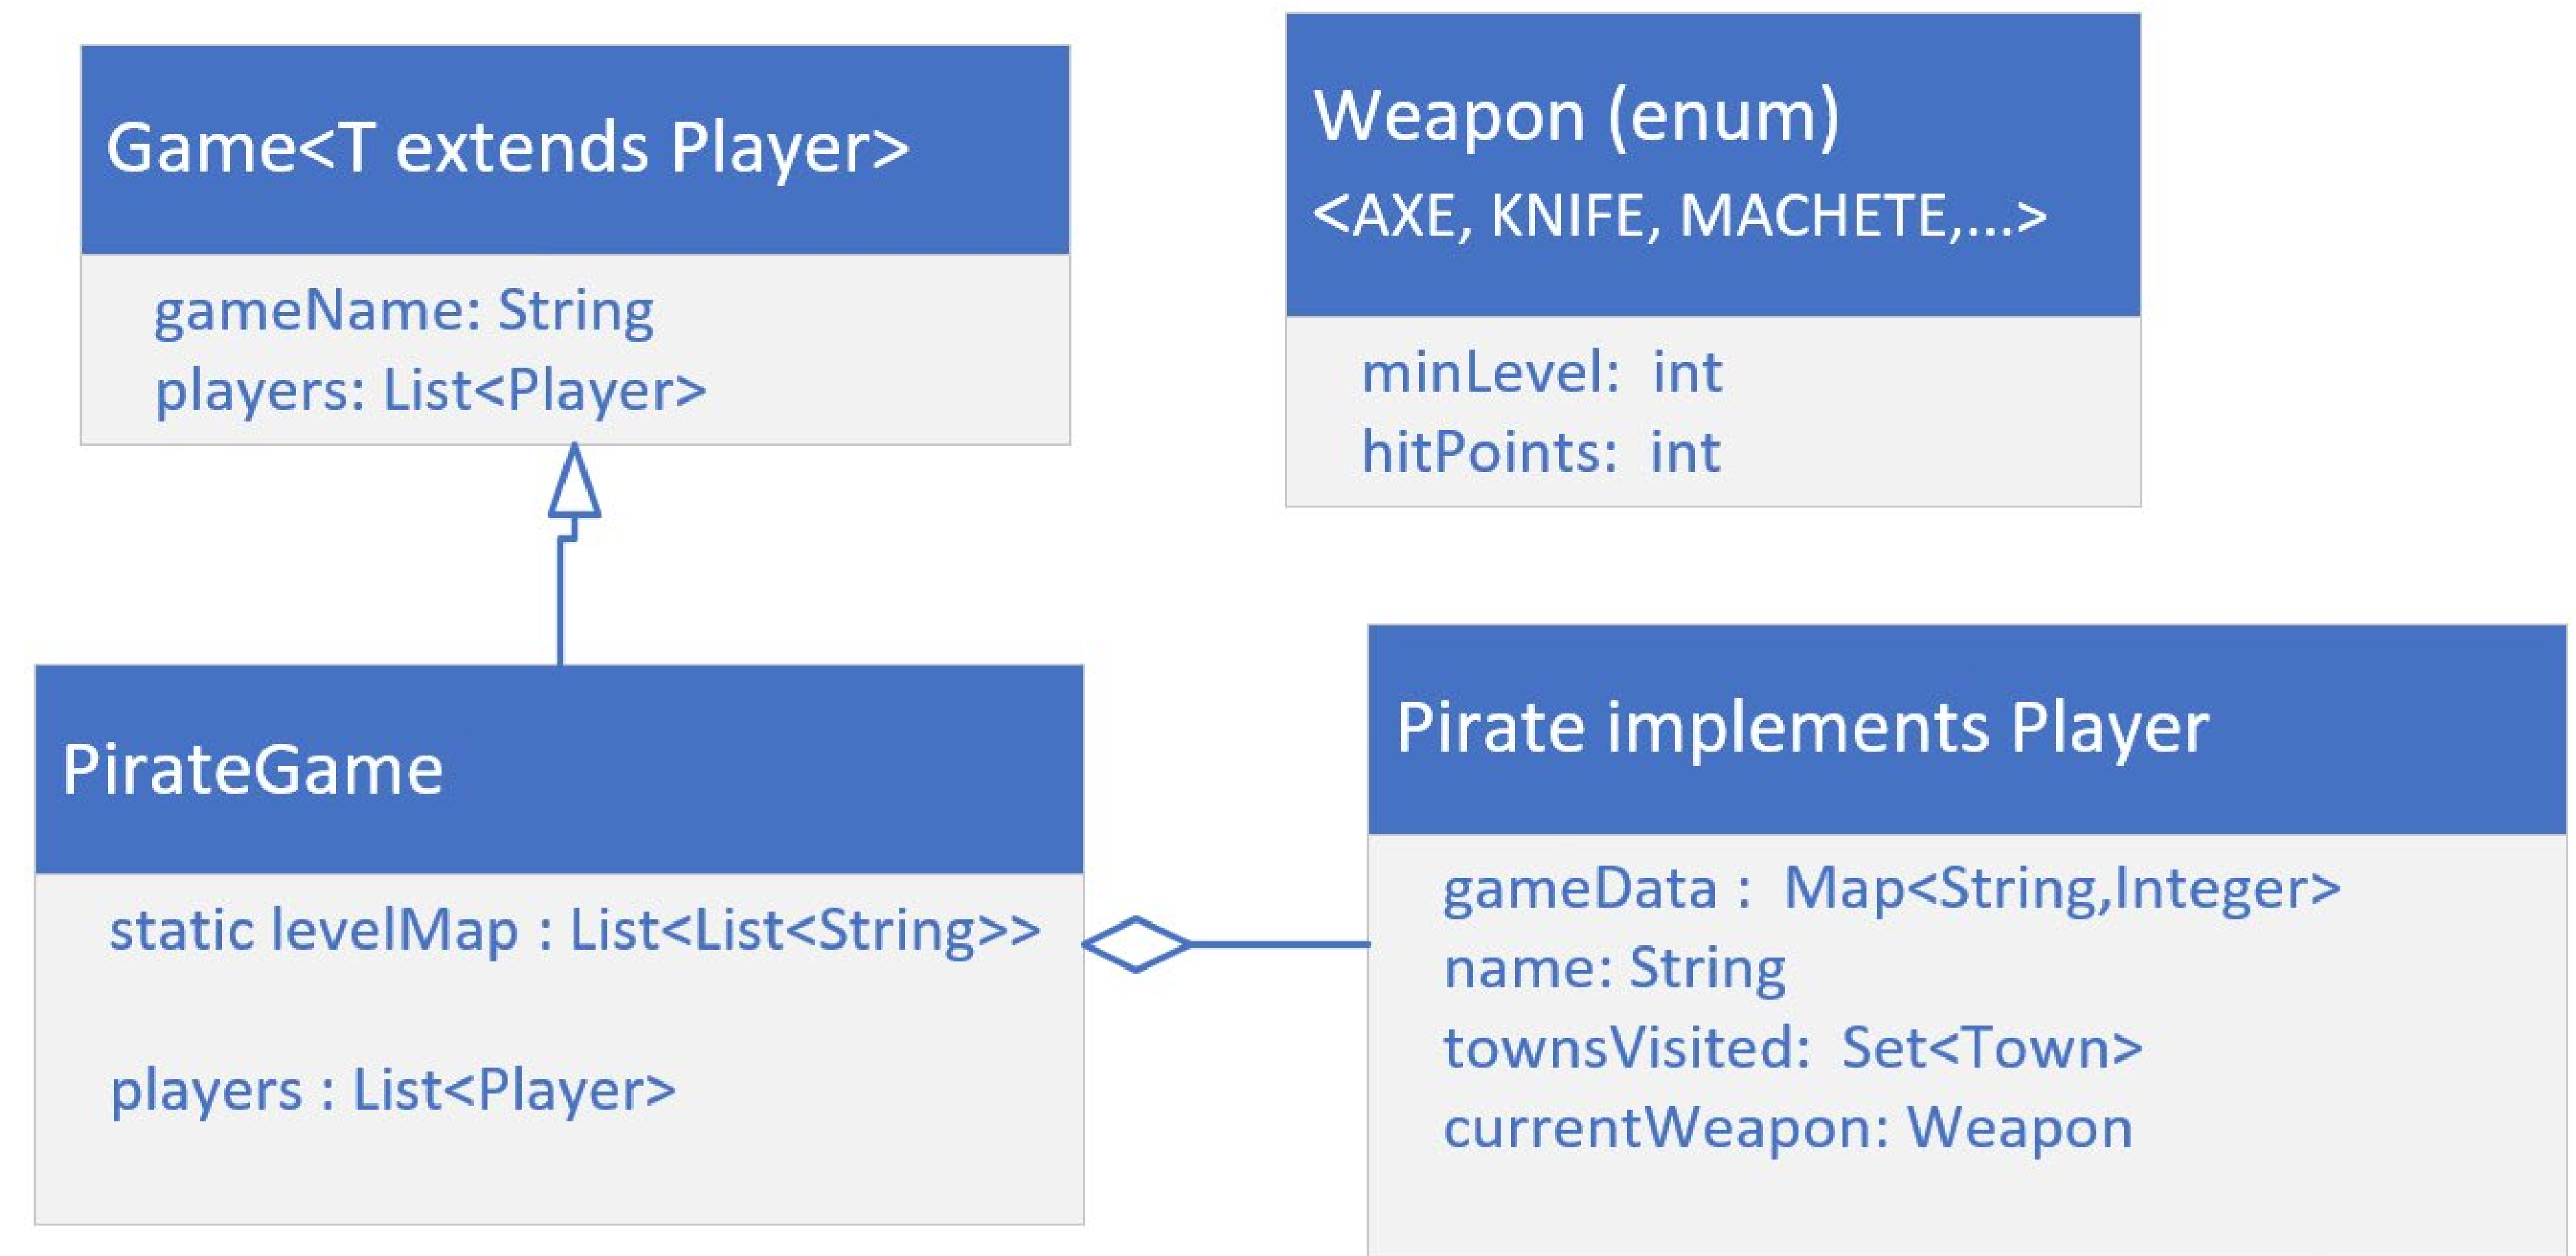 Game<T extends Player>
gameName: String
players: List<Player>
Weapon (enum)
<AXE, KNIFE, MACHETE,...>
minLevel: int
hitPoints: int
PirateGame
static levelMap : List<List<String>>
players : List<Player>
Pirate implements Player
gameData : Map<String,Integer>
name: String
townsVisited: Set<Town>
currentWeapon: Weapon